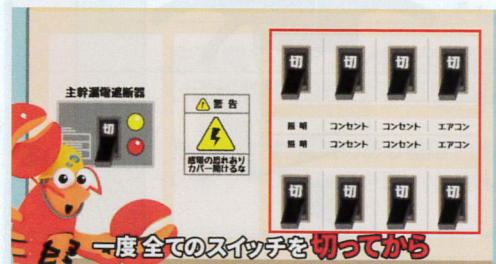 主幹漏電遮断器
切
警告
感電の恐れあり
カバー開けるな
切 切 切 切
照明 コンセント コンセント エアコン
照明 コンセント コンセント エアコン
切 切 切 切
一度全てのスイッチを切ってから